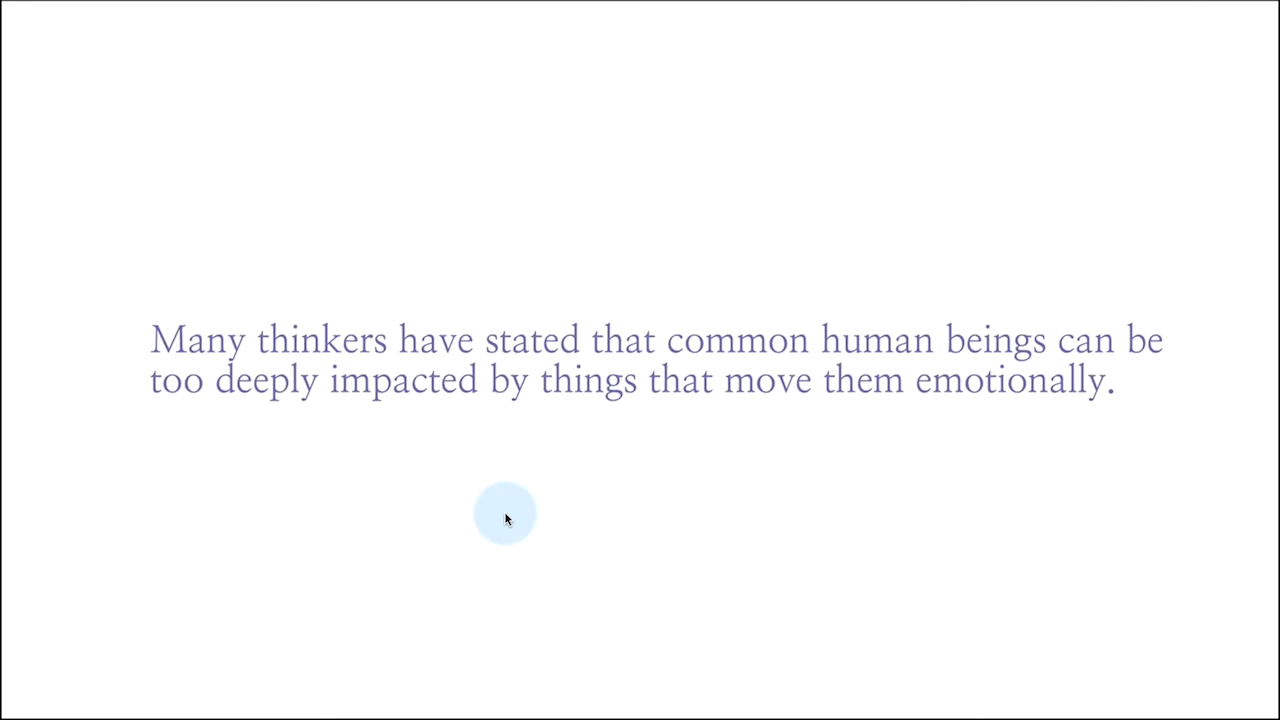 Many thinkers have stated that common human beings can be
too deeply impacted by things that move them emotionally.